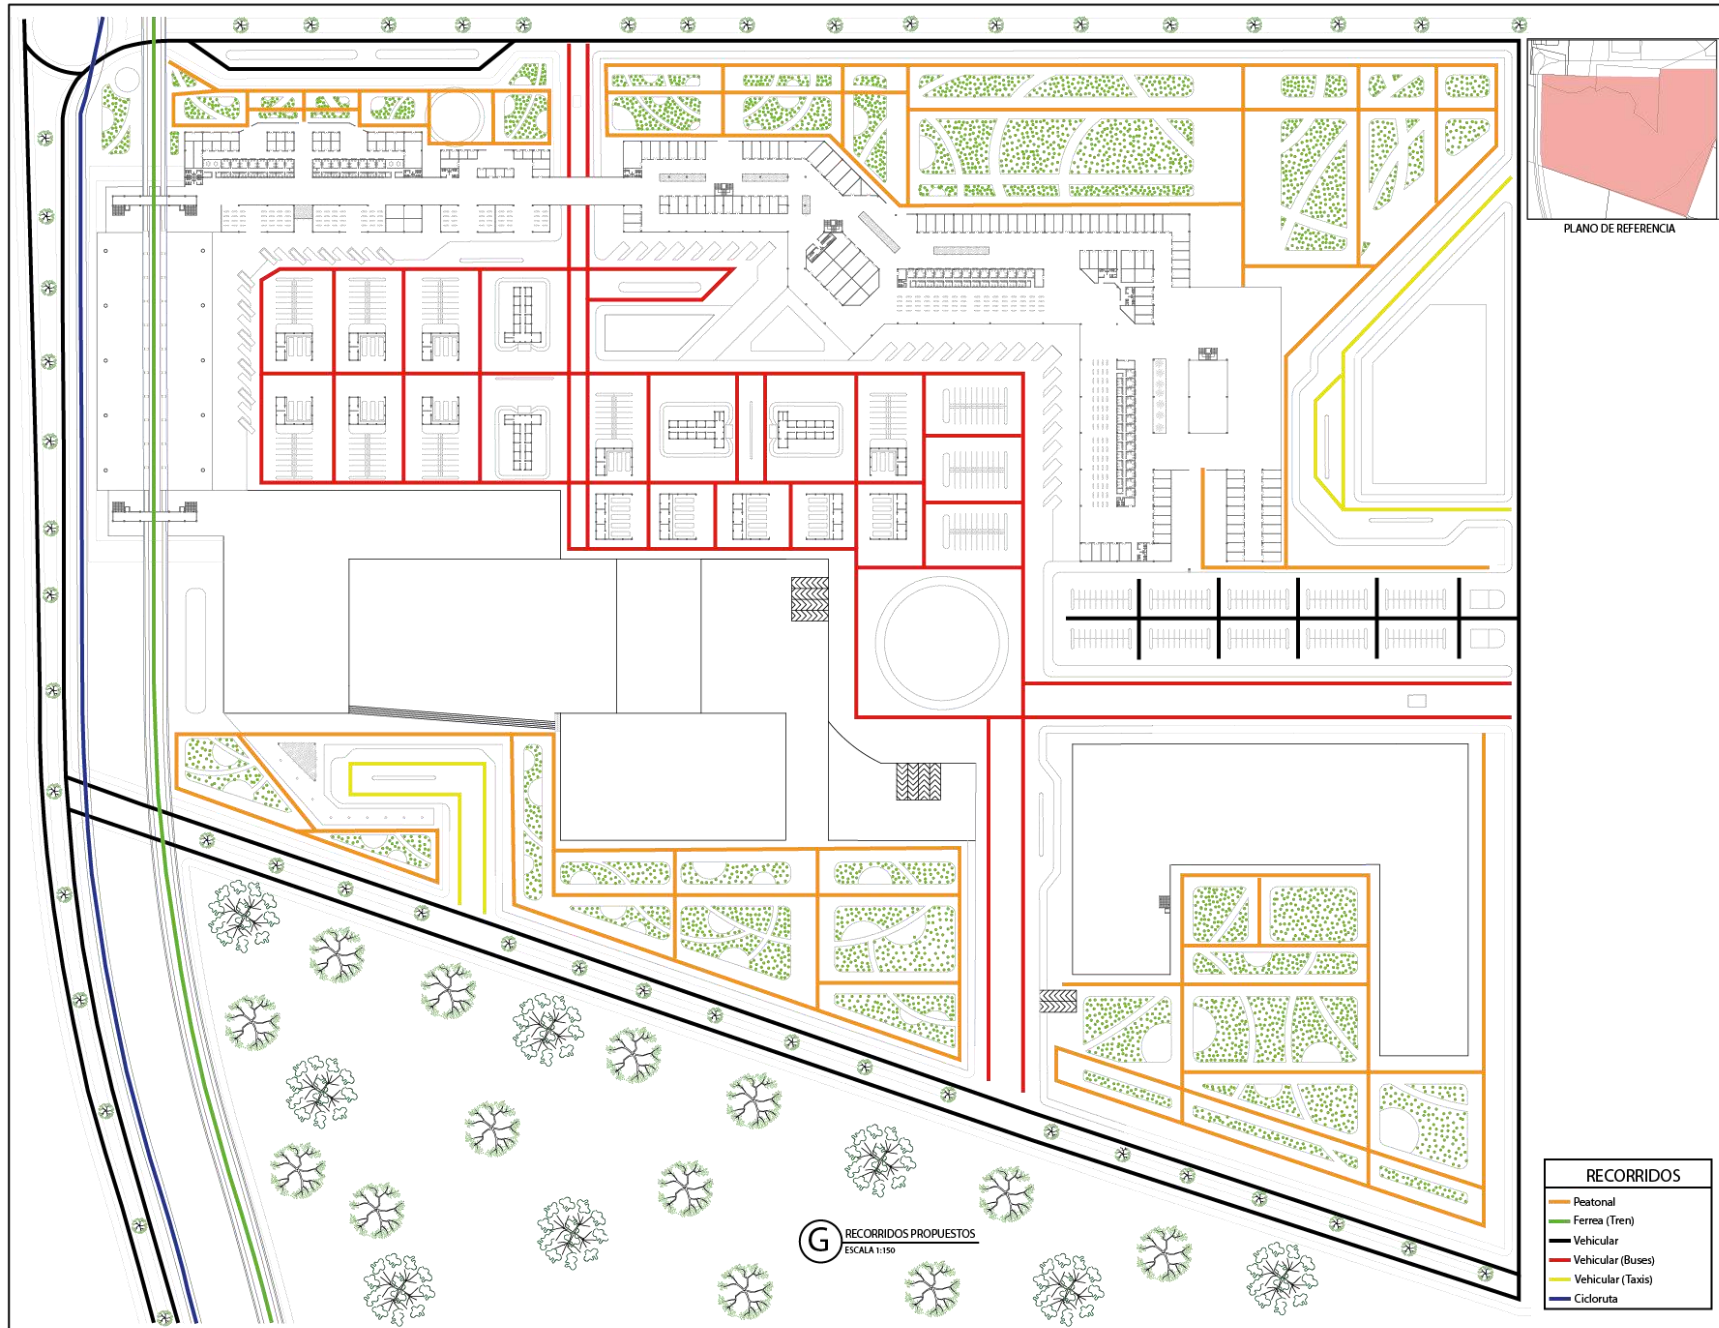 PLANO DE REFERENCIA
RECORRIDOS
Peatonal
Ferrea (Tren)
Vehicular
Vehicular (Buses)
Vehicular (Taxis)
Cicloruta
G
RECORRIDOS PROPUESTOS
ESCALA 1:150